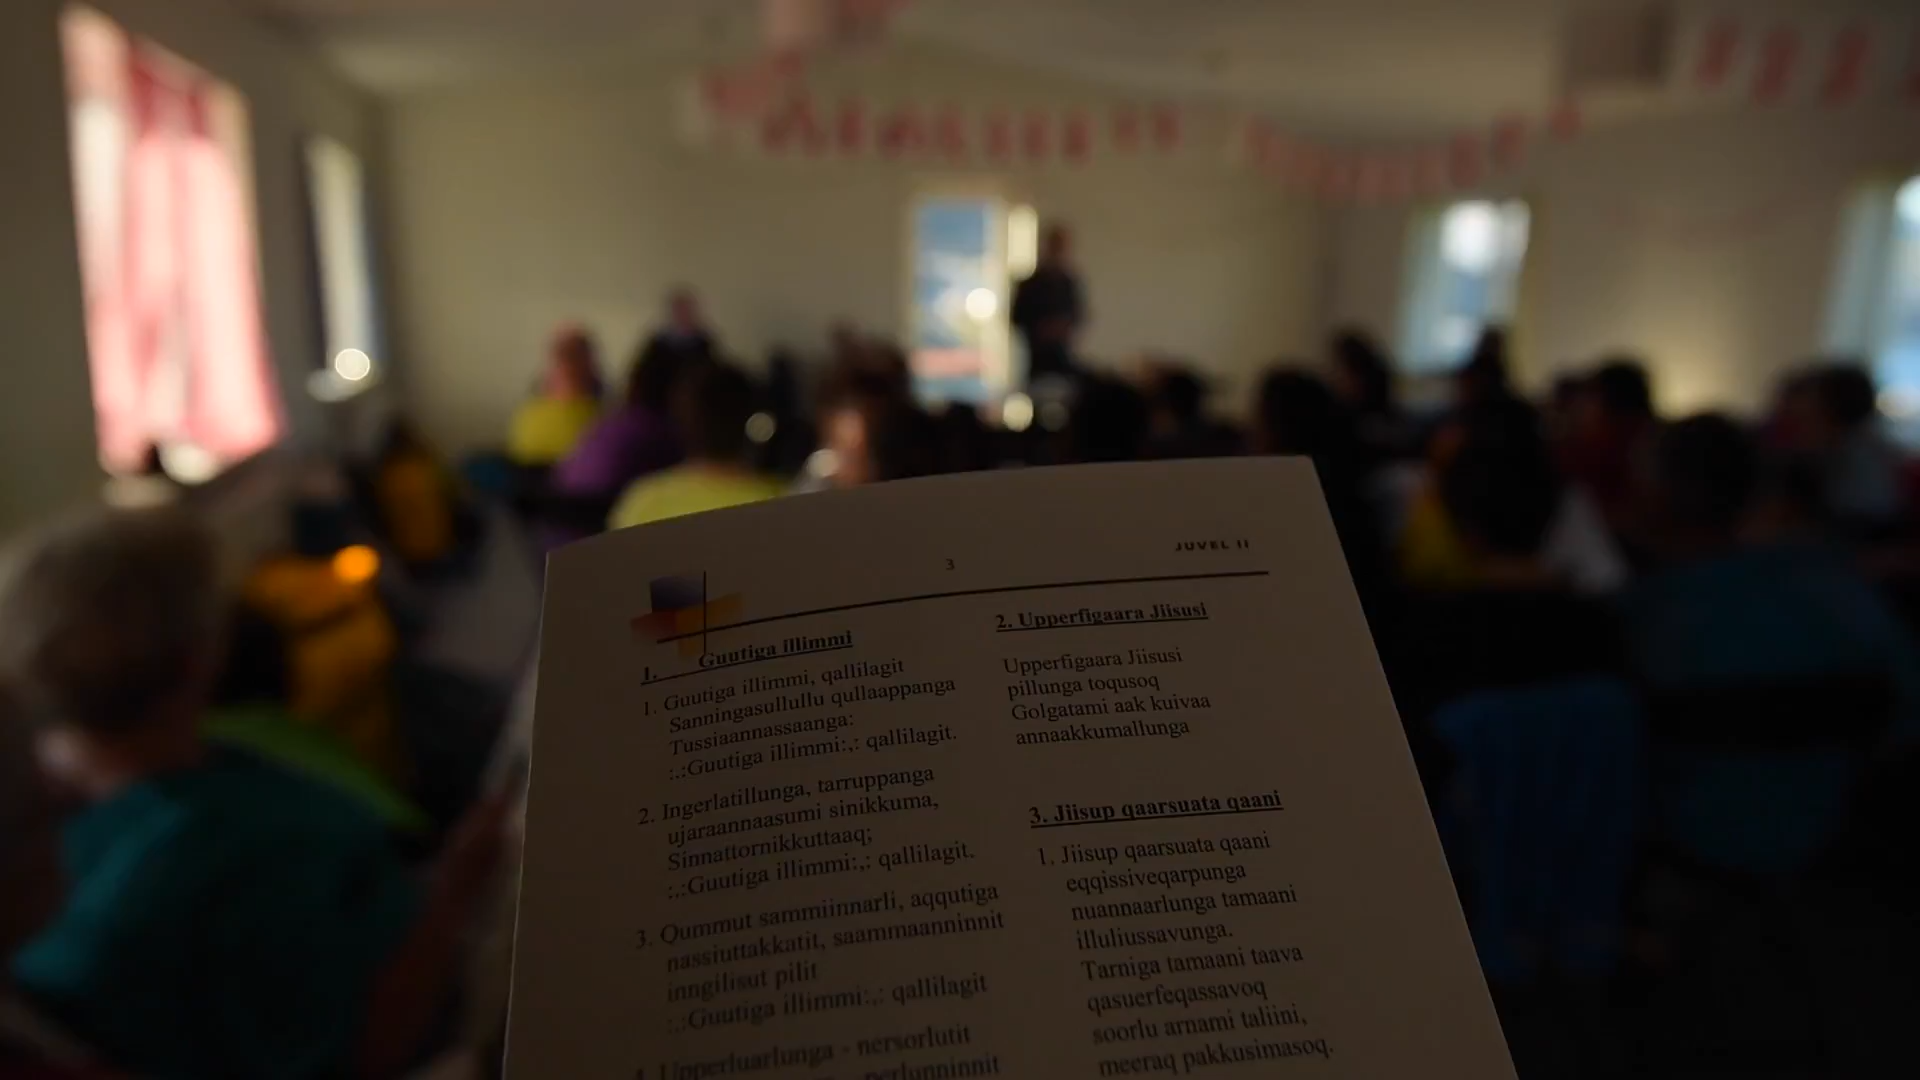 3
JUVEL II
1. Guutiga illimmi
1. Guutiga illimmi, qallilagit
Sanningasullullu qullaappanga
Tussiaannassaanga:
:,:Guutiga illimmi:,: qallilagit.
2. Ingerlatillunga, tarruppanga
ujaraannaasumi sinikkuma,
Sinnattornikkuttaaq;
:,:Guutiga illimmi:,: qallilagit.
3. Qummut sammiinnarli, aqqutiga
nassiuttakkatit, saammaanninnit
inngilisut pilit
:,:Guutiga illimmi:,: qallilagit
Upperluarlunga - nersorlutit
2. Upperfigaara Jiisusi
Upperfigaara Jiisusi
pillunga toqusoq
Golgatami aak kuivaa
annaakkumallunga
3. Jiisup qaarsuata qaani
1. Jiisup qaarsuata qaani
eqqissiveqarpunga
nuannaarlunga tamaani
illuliussavunga.
Tarniga tamaani taava
qasuerfeqassavoq
soorlu arnami taliini,
meeraq pakkusimasoq.